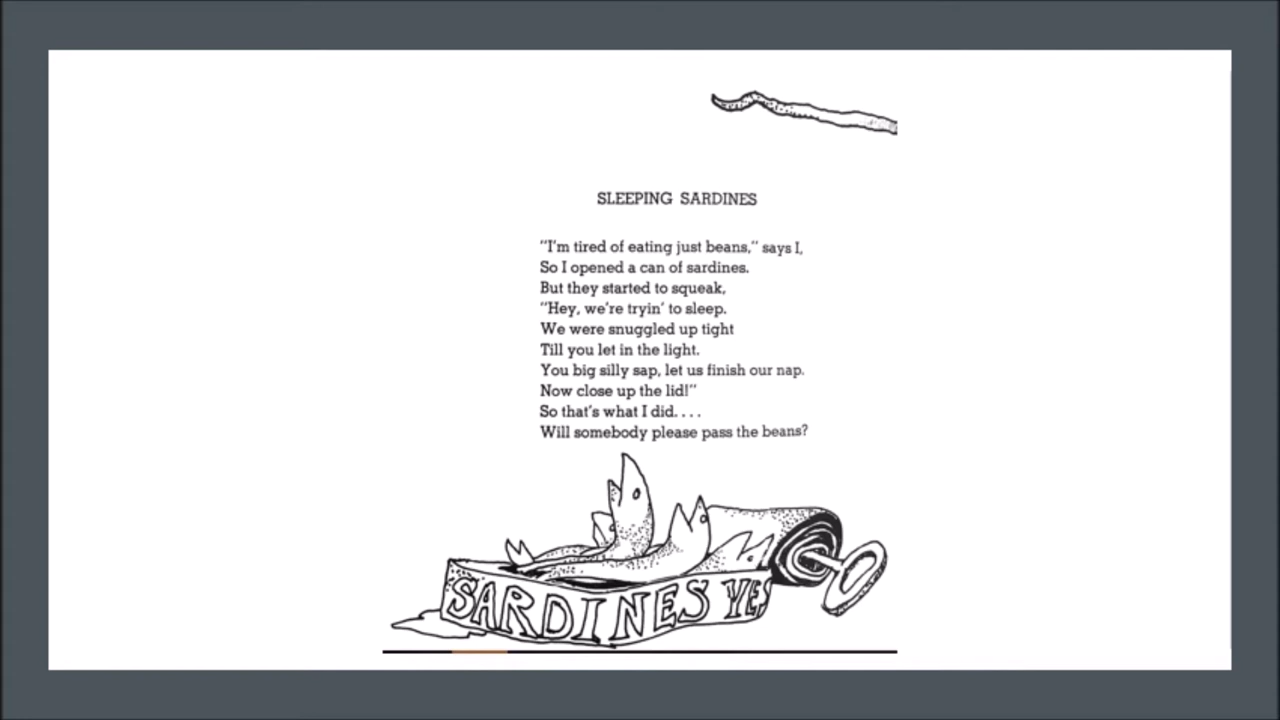 SLEEPING SARDINES
"I'm tired of eating just beans," says I,
So I opened a can of sardines.
But they started to squeak,
"Hey, we're tryin' to sleep.
We were snuggled up tight
Till you let in the light.
You big silly sap, let us finish our nap.
Now close up the lid!"
So that's what I did. . . .
Will somebody please pass the beans?
SARDINES YES